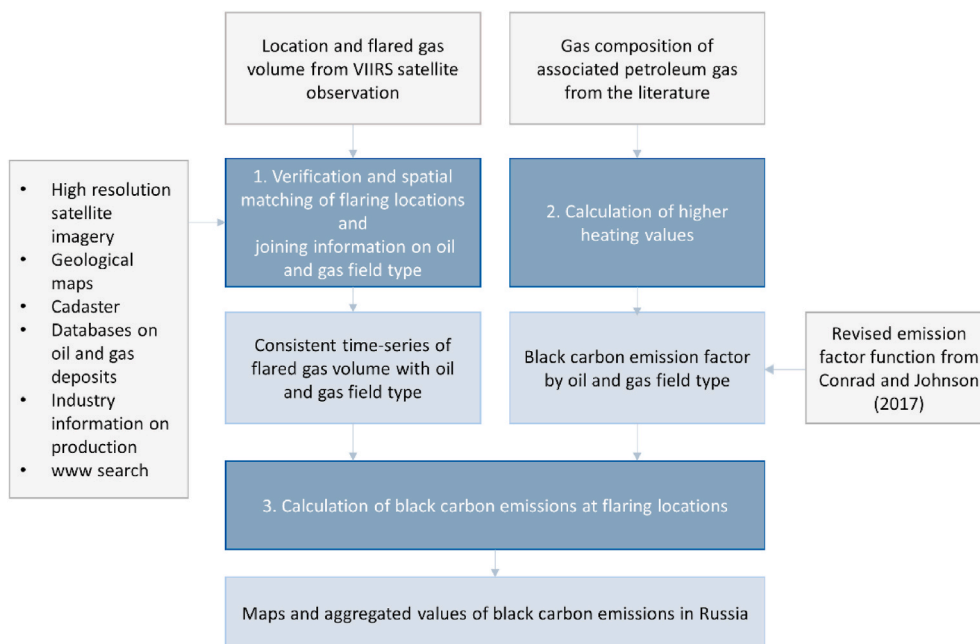 Location and flared gas
volume from VIIRS satellite
observation
Gas composition of
associated petroleum gas
from the literature
• High resolution
satellite
imagery
• Geological
maps
• Cadaster
• Databases on
oil and gas
deposits
• Industry
information on
production
• www search
1. Verification and spatial
matching of flaring locations
and
joining information on oil
and gas field type
2. Calculation of higher
heating values
Consistent time-series of
flared gas volume with oil
and gas field type
Black carbon emission factor
by oil and gas field type
Revised emission
factor function from
Conrad and Johnson
(2017)
3. Calculation of black carbon emissions at flaring locations
Maps and aggregated values of black carbon emissions in Russia